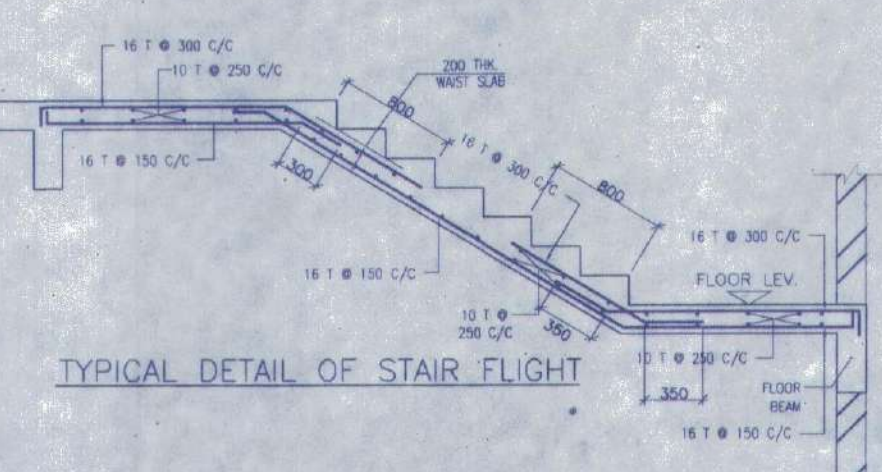 16 T @ 300 C/C
10 T @ 250 C/C
200 THK.
WAIST SLAB
800
16 T @ 300 C/C
800
16 T @ 150 C/C
300
16 T @ 300 C/C
16 T @ 150 C/C
FLOOR LEV.
10 T @
250 C/C
350
TYPICAL DETAIL OF STAIR FLIGHT
10 T @ 250 C/C
350
FLOOR
BEAM
16 T @ 150 C/C